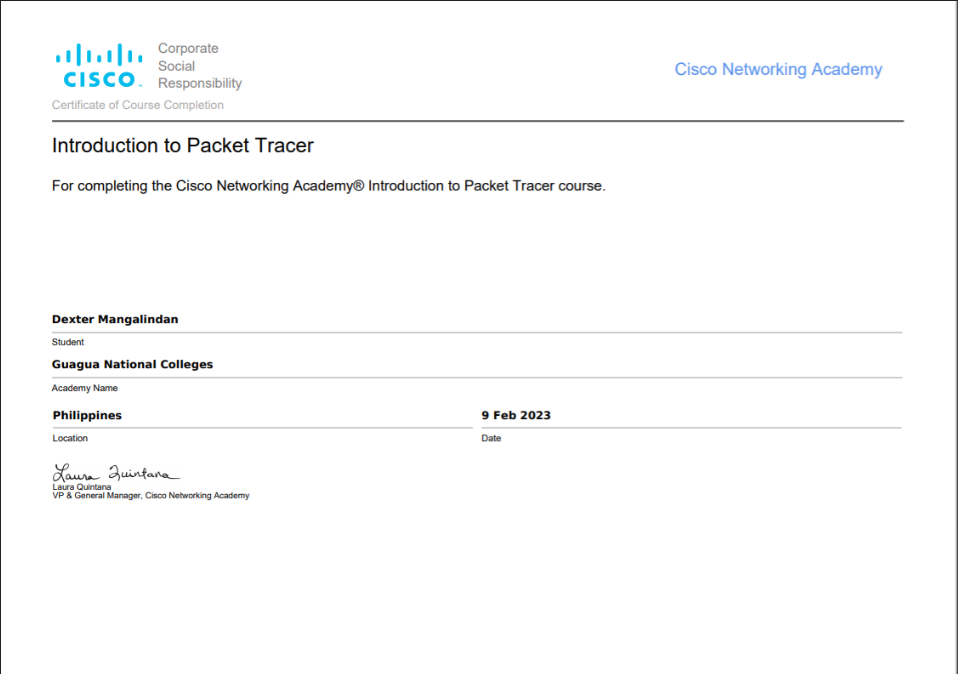 Corporate
Social
Responsibility
CISCO
Cisco Networking Academy
Certificate of Course Completion
Introduction to Packet Tracer
For completing the Cisco Networking Academy® Introduction to Packet Tracer course.
Dexter Mangalindan
Student
Guagua National Colleges
Academy Name
Philippines
9 Feb 2023
Location
Date
Laura Quintana
Laura Quintana
VP & General Manager, Cisco Networking Academy